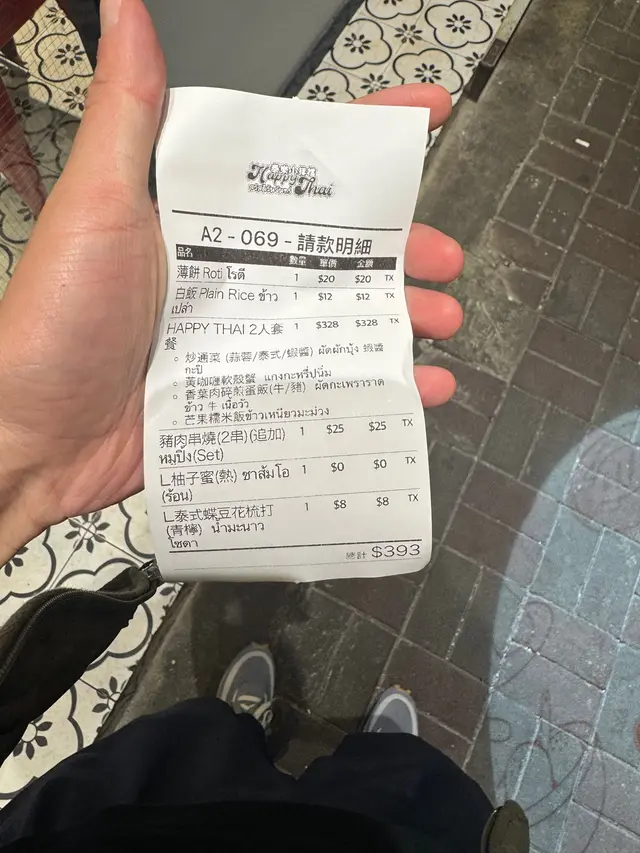 Happy Thai
A2 - 069 - 請款明細
品名 數量 單價 金額
薄餅 Roti โรตี 1 $20 $20 TX
白飯 Plain Rice ข้าว 1 $12 $12 TX
เปล่า
HAPPY THAI 2人套 1 $328 $328 TX
餐
炒通菜 (蒜蓉/泰式/蝦醬) ผัดผักบุ้ง 蝦醬
กะปิ
黃咖喱軟殼蟹 แกงกะหรี่ปูนิ่ม
香葉肉碎煎蛋飯(牛/豬) ผัดกะเพราราด
ข้าว 牛 เนื้อวัว
芒果糯米飯ข้าวเหนียวมะม่วง
豬肉串燒(2串)(追加) 1 $25 $25 TX
หมูปิ้ง(Set)
L柚子蜜(熱) ชาส้มโอ 1 $0 $0 TX
(ร้อน)
L泰式蝶豆花梳打 1 $8 $8 TX
(青檸) น้ำมะนาว
โซดา
總計 $393